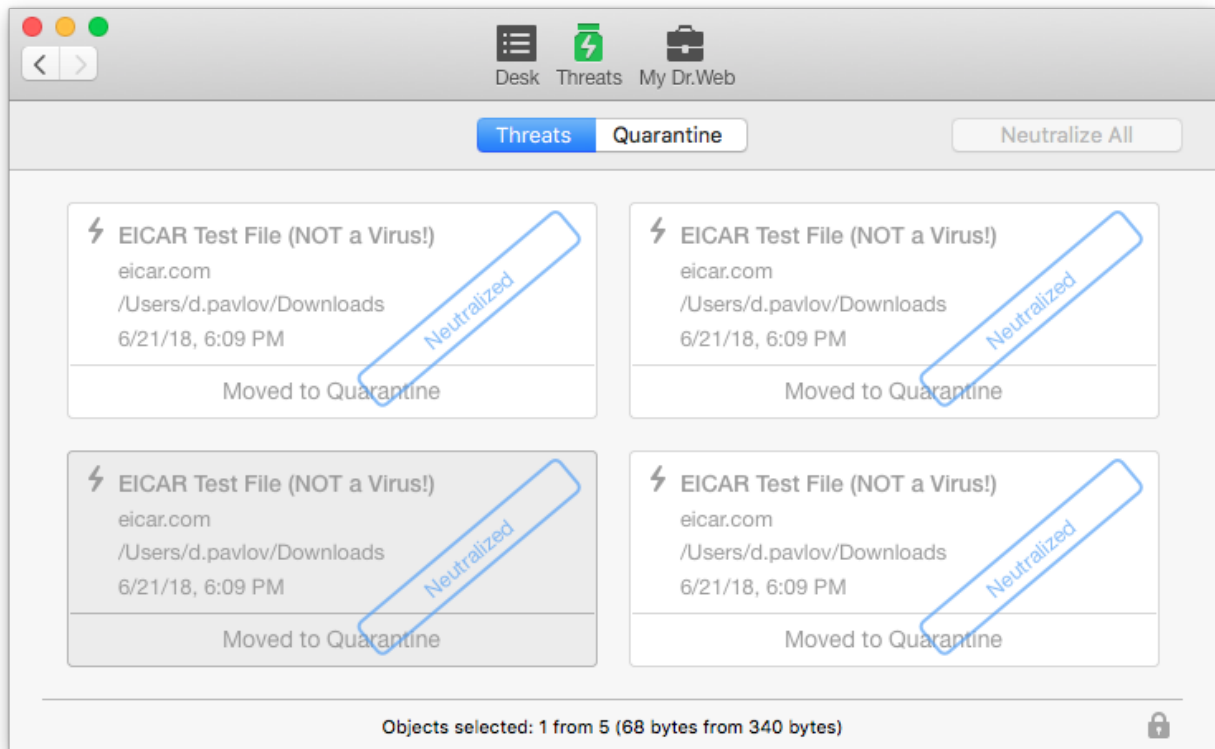 Desk Threats My Dr.Web
Threats Quarantine Neutralize All
EICAR Test File (NOT a Virus!)
eicar.com
/Users/d.pavlov/Downloads
6/21/18, 6:09 PM
Neutralized
Moved to Quarantine
EICAR Test File (NOT a Virus!)
eicar.com
/Users/d.pavlov/Downloads
6/21/18, 6:09 PM
Neutralized
Moved to Quarantine
EICAR Test File (NOT a Virus!)
eicar.com
/Users/d.pavlov/Downloads
6/21/18, 6:09 PM
Neutralized
Moved to Quarantine
EICAR Test File (NOT a Virus!)
eicar.com
/Users/d.pavlov/Downloads
6/21/18, 6:09 PM
Neutralized
Moved to Quarantine
Objects selected: 1 from 5 (68 bytes from 340 bytes)